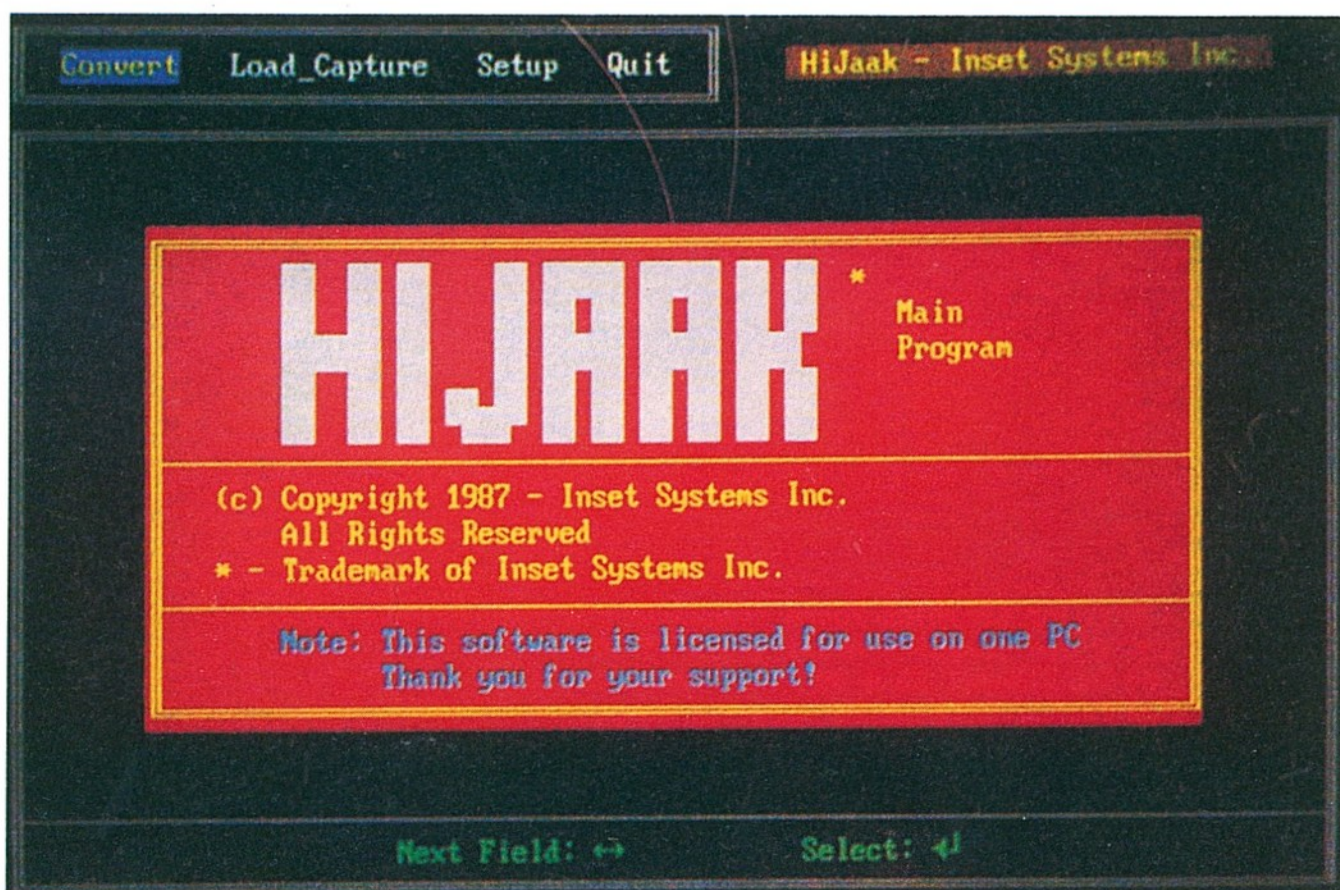 Convert Load_Capture Setup Quit
HiJaak - Inset Systems Inc.
HIJAAK *
Main
Program
(c) Copyright 1987 - Inset Systems Inc.
All Rights Reserved
* - Trademark of Inset Systems Inc.
Note: This software is licensed for use on one PC
Thank you for your support!
Next Field: ↔ Select: ↵